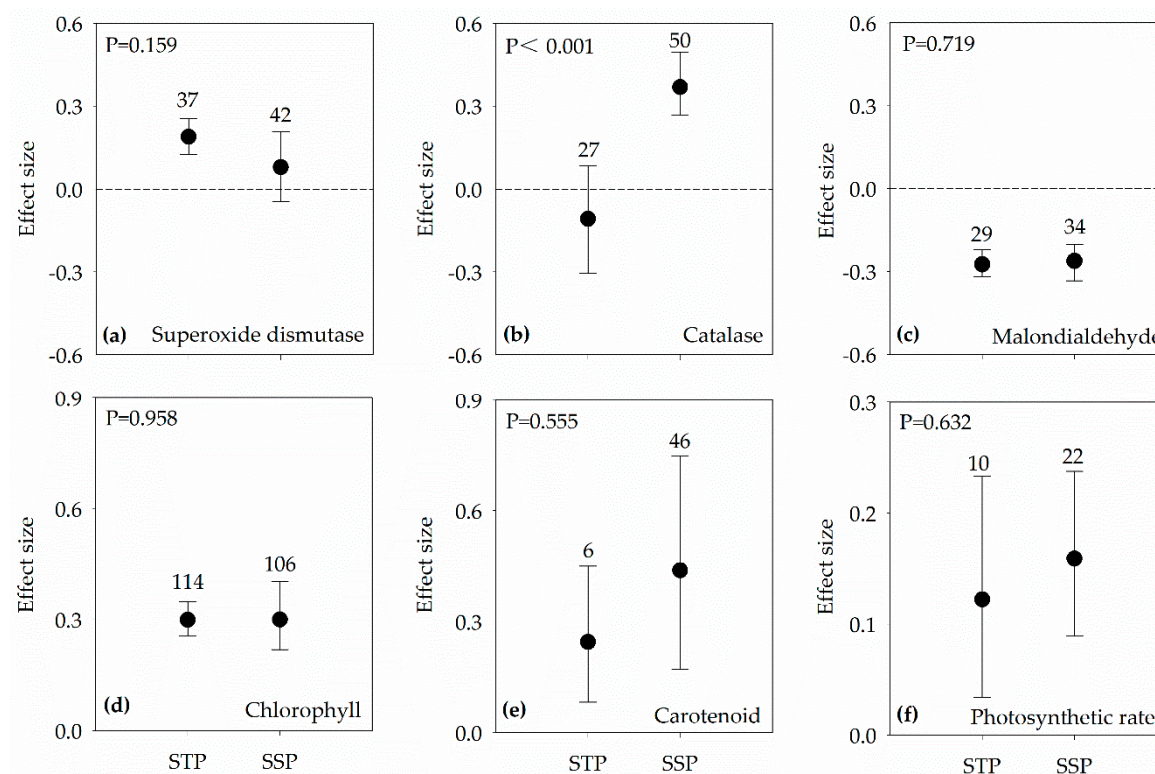 0.6
P=0.159
37
42
0.3
0.0
-0.3
-0.6
Effect size
(a) Superoxide dismutase
0.6
P< 0.001
50
27
0.3
0.0
-0.3
-0.6
Effect size
(b) Catalase
0.6
P=0.719
29
34
0.3
0.0
-0.3
-0.6
Effect size
(c) Malondialdehyde
0.9
P=0.958
114
106
0.6
0.3
0.0
Effect size
(d) Chlorophyll
STP SSP
0.9
P=0.555
46
6
0.6
0.3
0.0
Effect size
(e) Carotenoid
STP SSP
0.3
P=0.632
10
22
0.2
0.1
0.0
Effect size
(f) Photosynthetic rate
STP SSP